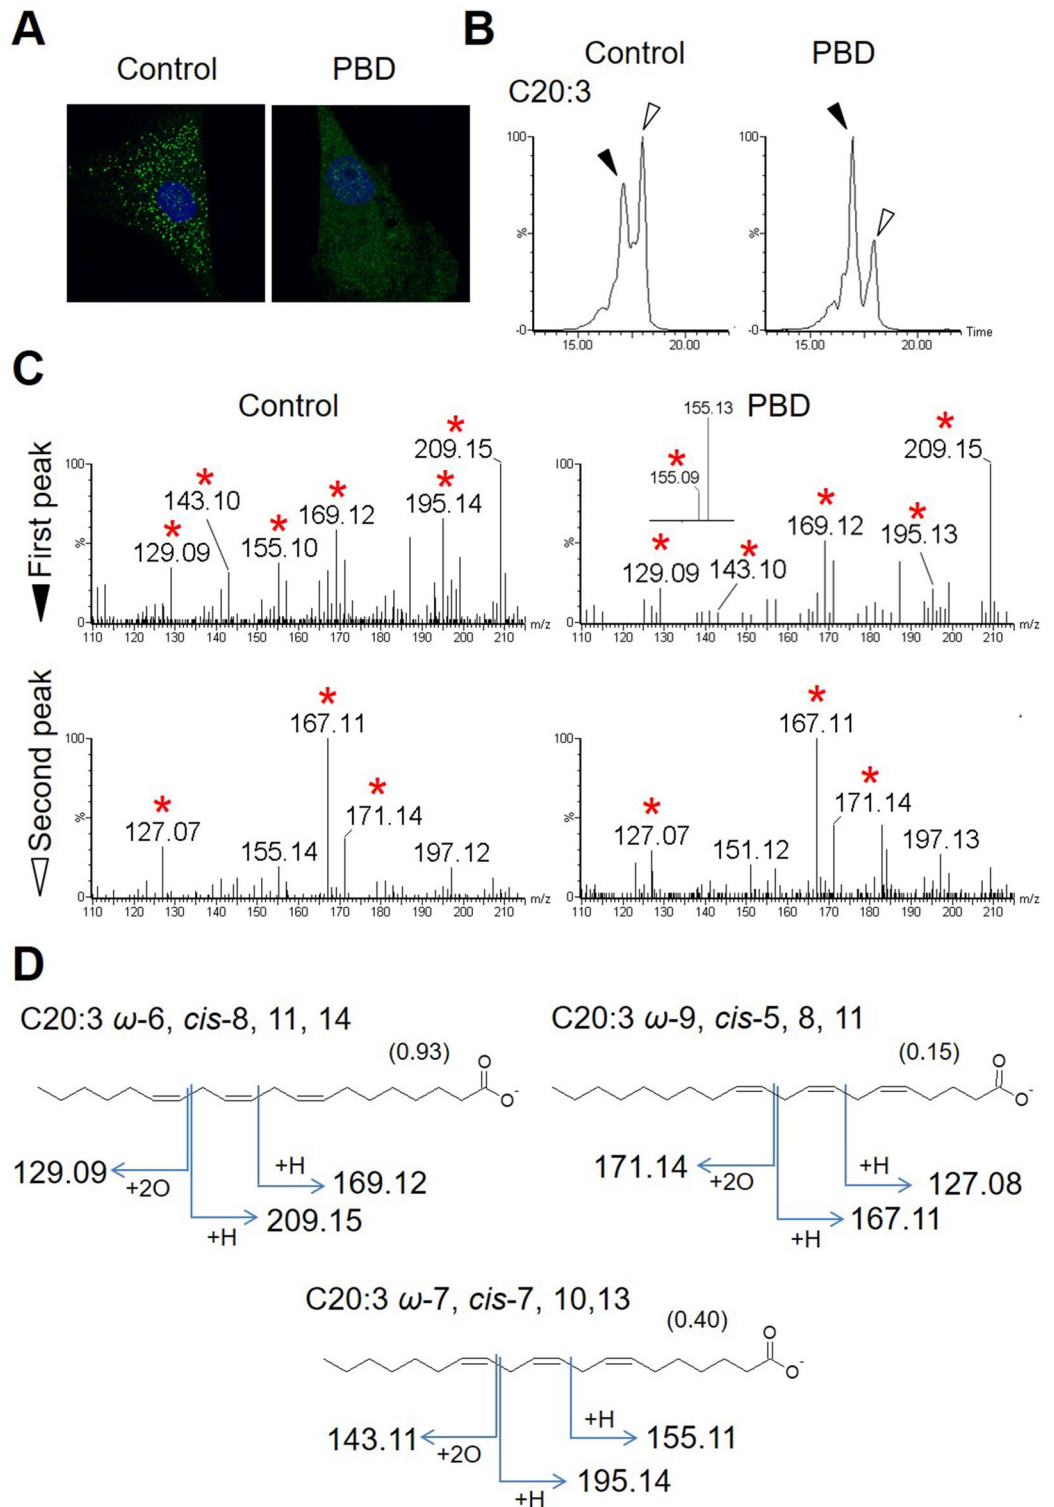 A
Control
PBD
B
Control
PBD
C20:3
100
%
-0
15.00
20.00
100
%
-0
15.00
20.00
Time
C
Control
PBD
First peak
100
%
0
* 129.09
* 143.10
* 155.10
* 169.12
* 195.14
* 209.15
110 120 130 140 150 160 170 180 190 200 210 m/z
100
%
0
155.13
* 155.09
* 129.09
* 143.10
* 169.12
* 195.13
* 209.15
110 120 130 140 150 160 170 180 190 200 210 m/z
Second peak
100
%
0
* 127.07
155.14
* 167.11
* 171.14
197.12
110 120 130 140 150 160 170 180 190 200 210 m/z
100
%
0
* 127.07
151.12
* 167.11
* 171.14
197.13
110 120 130 140 150 160 170 180 190 200 210 m/z
D
C20:3 ω-6, cis-8, 11, 14
(0.93)
O
O-
129.09
+2O
+H
169.12
+H
209.15
C20:3 ω-9, cis-5, 8, 11
(0.15)
O
O-
171.14
+2O
+H
127.08
+H
167.11
C20:3 ω-7, cis-7, 10,13
(0.40)
O
O-
143.11
+2O
+H
155.11
+H
195.14